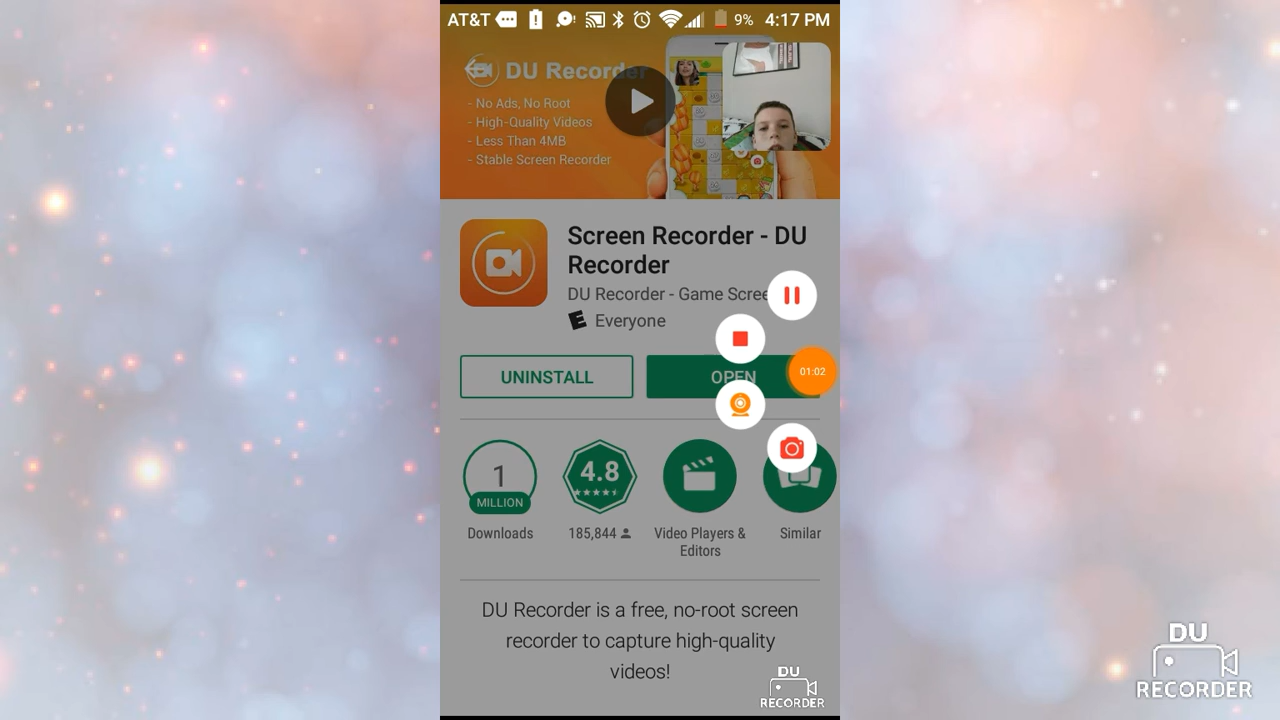 AT&T
9%
4:17 PM
DU Recorder
- No Ads, No Root
- High-Quality Videos
- Less Than 4MB
- Stable Screen Recorder
Screen Recorder - DU
Recorder
DU Recorder - Game Scree
E Everyone
UNINSTALL
OPEN
01:02
1
MILLION
4.8
Downloads
185,844
Video Players &
Editors
Similar
DU Recorder is a free, no-root screen
recorder to capture high-quality
videos!
DU
RECORDER
DU
RECORDER